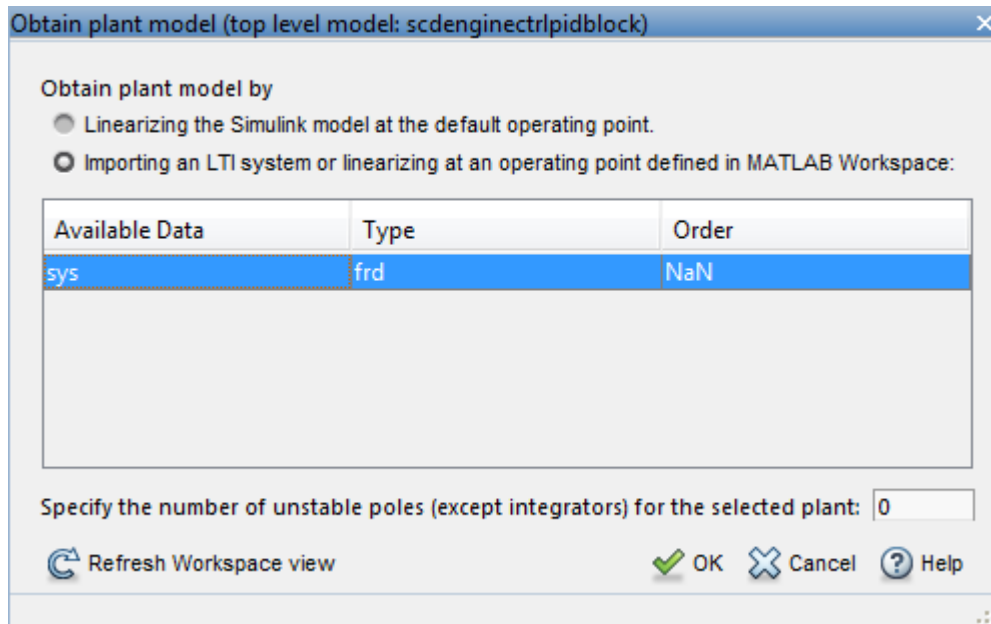 Obtain plant model (top level model: scdenginectrlpidblock)
Obtain plant model by
Linearizing the Simulink model at the default operating point.
Importing an LTI system or linearizing at an operating point defined in MATLAB Workspace:
Available Data Type Order
sys frd NaN
Specify the number of unstable poles (except integrators) for the selected plant: 0
Refresh Workspace view OK Cancel ? Help